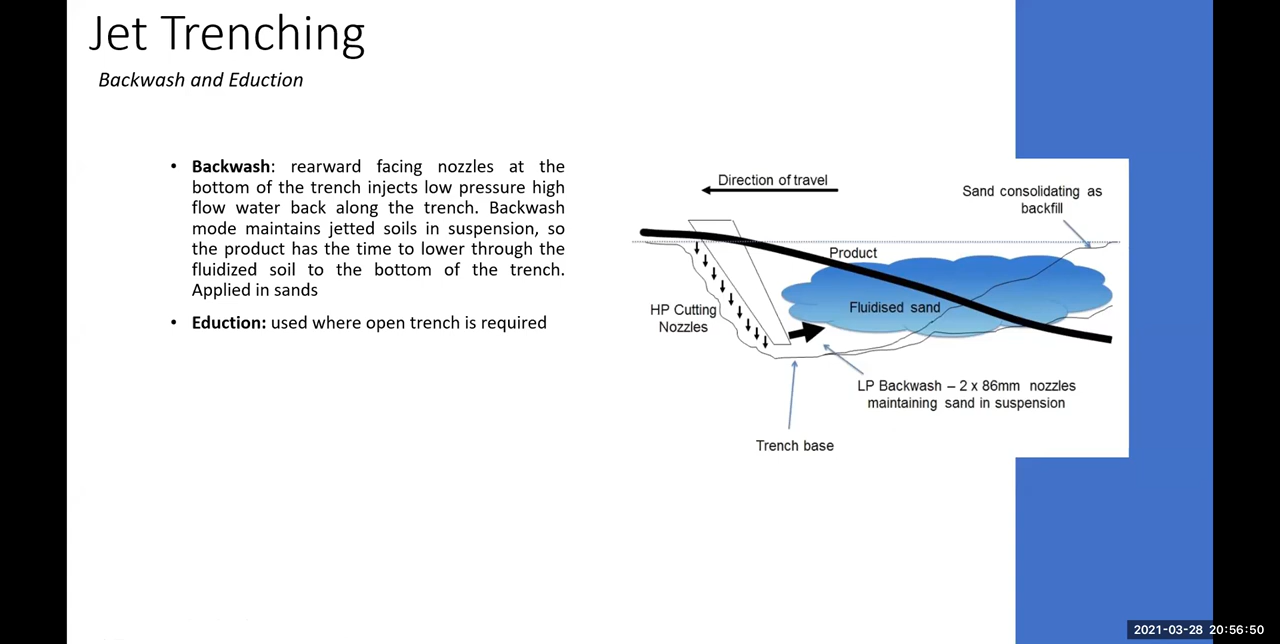 Jet Trenching
Backwash and Eduction
• Backwash: rearward facing nozzles at the
bottom of the trench injects low pressure high
flow water back along the trench. Backwash
mode maintains jetted soils in suspension, so
the product has the time to lower through the
fluidized soil to the bottom of the trench.
Applied in sands
• Eduction: used where open trench is required
Direction of travel
Sand consolidating as
backfill
Product
HP Cutting
Nozzles
Fluidised sand
LP Backwash – 2 x 86mm nozzles
maintaining sand in suspension
Trench base
2021-03-28 20:56:50